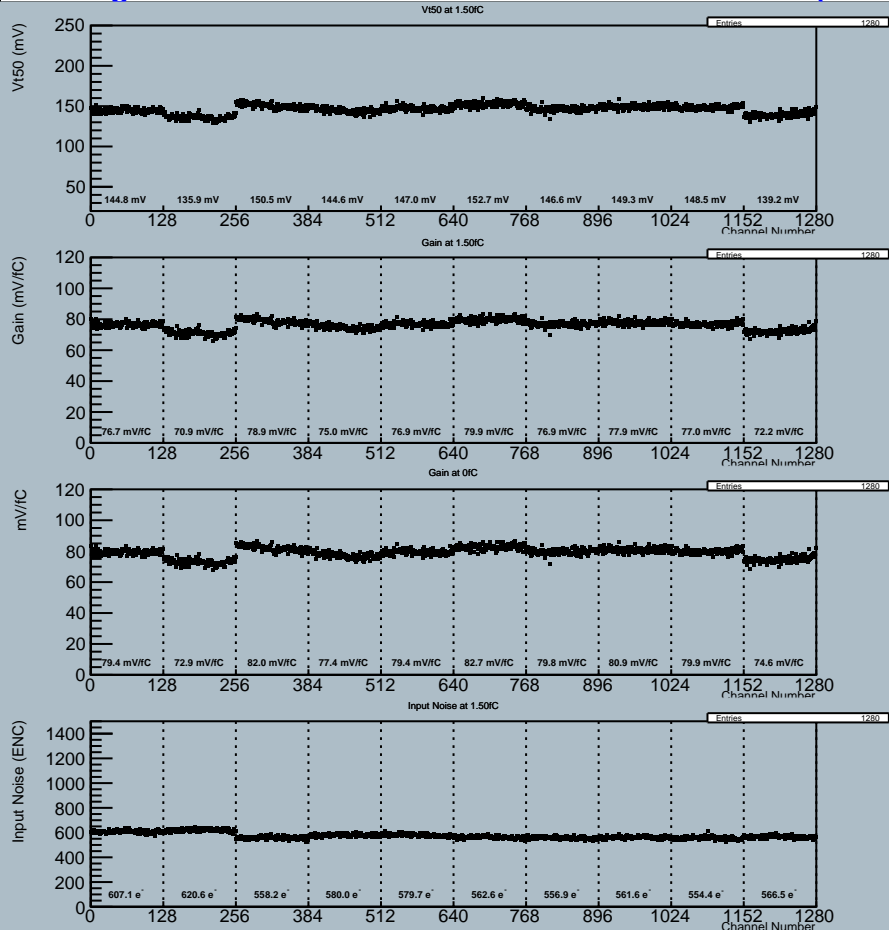 Vt50 at 1.50fC
Entries 1280
Vt50 (mV)
250
200
150
100
50
144.8 mV 135.9 mV 150.5 mV 144.6 mV 147.0 mV 152.7 mV 146.6 mV 149.3 mV 148.5 mV 139.2 mV
0 128 256 384 512 640 768 896 1024 1152 1280
Channel Number
Gain at 1.50fC
Entries 1280
Gain (mV/fC)
120
100
80
60
40
20
0
76.7 mV/fC 70.9 mV/fC 78.9 mV/fC 75.0 mV/fC 76.9 mV/fC 79.9 mV/fC 76.9 mV/fC 77.9 mV/fC 77.0 mV/fC 72.2 mV/fC
0 128 256 384 512 640 768 896 1024 1152 1280
Channel Number
Gain at 0fC
Entries 1280
mV/fC
120
100
80
60
40
20
0
79.4 mV/fC 72.9 mV/fC 82.0 mV/fC 77.4 mV/fC 79.4 mV/fC 82.7 mV/fC 79.8 mV/fC 80.9 mV/fC 79.9 mV/fC 74.6 mV/fC
0 128 256 384 512 640 768 896 1024 1152 1280
Channel Number
Input Noise at 1.50fC
Entries 1280
Input Noise (ENC)
1400
1200
1000
800
600
400
200
0
607.1 e⁻ 620.6 e⁻ 558.2 e⁻ 580.0 e⁻ 579.7 e⁻ 562.6 e⁻ 556.9 e⁻ 561.6 e⁻ 554.4 e⁻ 566.5 e⁻
0 128 256 384 512 640 768 896 1024 1152 1280
Channel Number